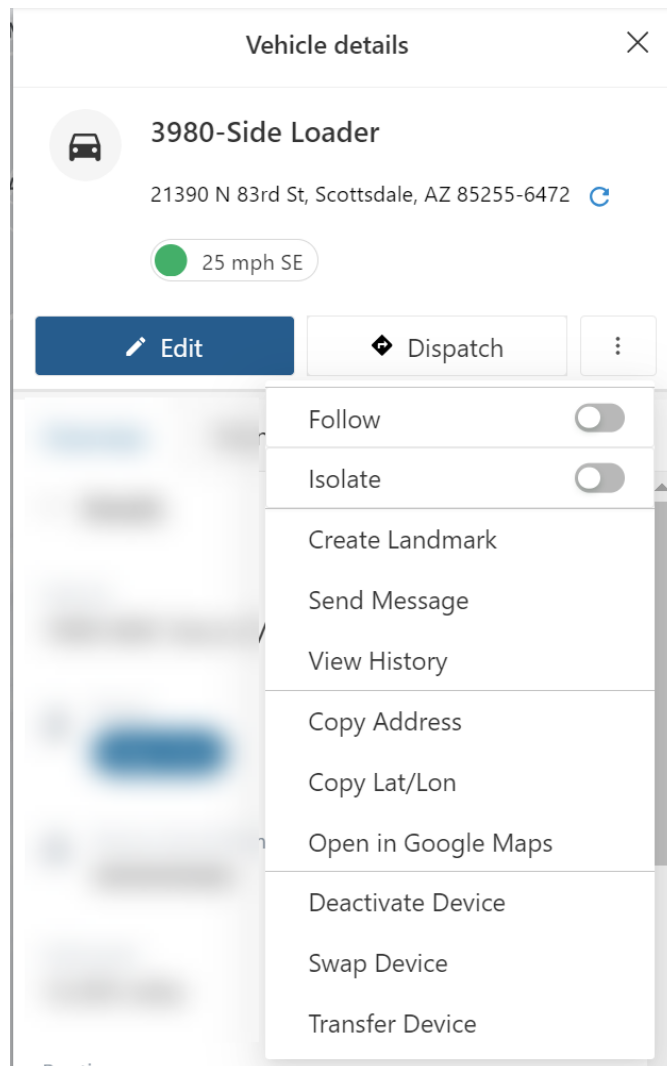 Vehicle details
3980-Side Loader
21390 N 83rd St, Scottsdale, AZ 85255-6472
25 mph SE
Edit
Dispatch
Follow
Isolate
Create Landmark
Send Message
View History
Copy Address
Copy Lat/Lon
Open in Google Maps
Deactivate Device
Swap Device
Transfer Device